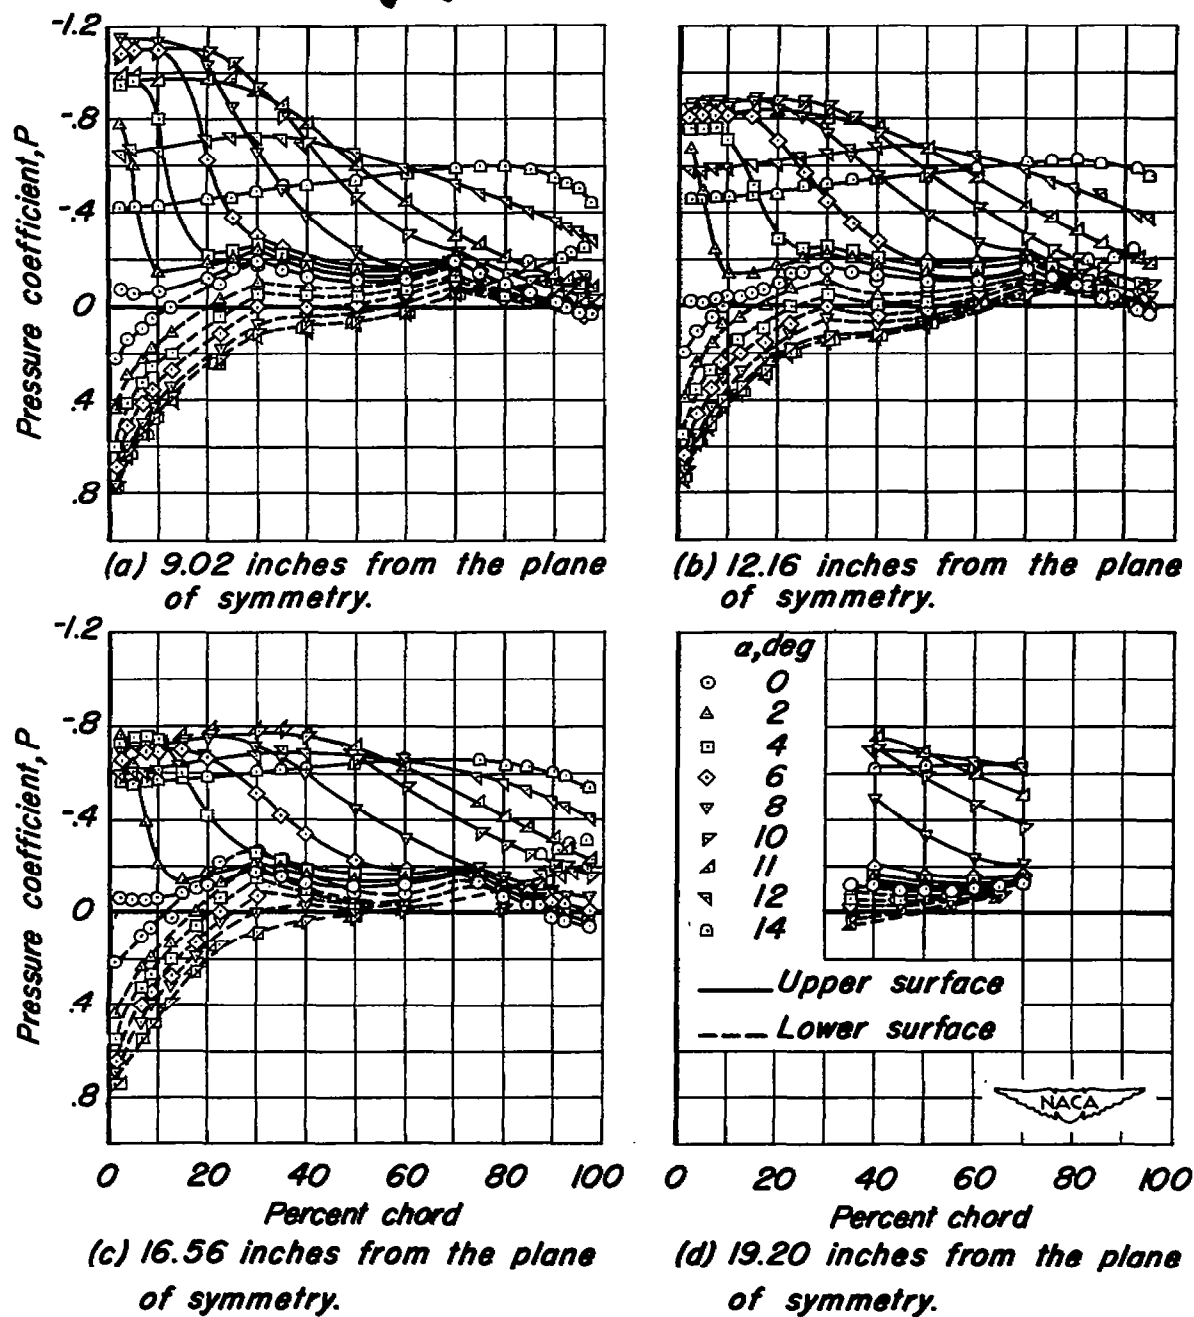 -1.2
-.8
-.4
0
.4
.8
Pressure coefficient, P
(a) 9.02 inches from the plane
of symmetry.
(b) 12.16 inches from the plane
of symmetry.
-1.2
-.8
-.4
0
.4
.8
Pressure coefficient, P
α, deg
0
2
4
6
8
10
11
12
14
Upper surface
Lower surface
NACA
0 20 40 60 80 100
0 20 40 60 80 100
Percent chord
Percent chord
(c) 16.56 inches from the plane
of symmetry.
(d) 19.20 inches from the plane
of symmetry.